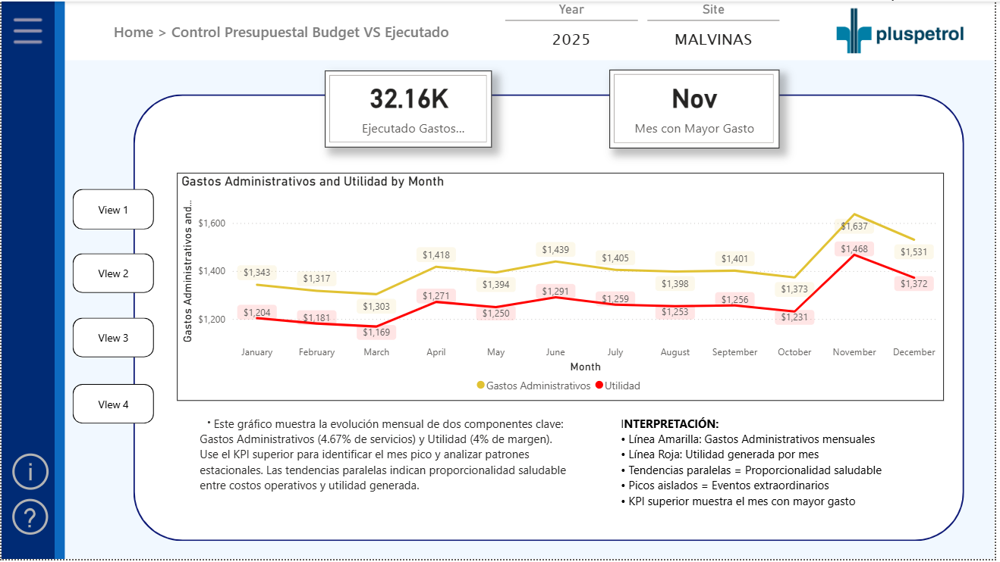 Home > Control Presupuestal Budget VS Ejecutado
Year
2025
Site
MALVINAS
pluspetrol
32.16K
Ejecutado Gastos...
Nov
Mes con Mayor Gasto
View 1
VIew 2
VIew 3
VIew 4
i
?
Gastos Administrativos and Utilidad by Month
Gastos Administrativos and...
$1,600
$1,400
$1,200
$1,343
$1,317
$1,303
$1,418
$1,394
$1,439
$1,405
$1,398
$1,401
$1,373
$1,637
$1,531
$1,204
$1,181
$1,169
$1,271
$1,250
$1,291
$1,259
$1,253
$1,256
$1,231
$1,468
$1,372
January February March April May June July August September October November December
Month
Gastos Administrativos Utilidad
• Este gráfico muestra la evolución mensual de dos componentes clave:
Gastos Administrativos (4.67% de servicios) y Utilidad (4% de margen).
Use el KPI superior para identificar el mes pico y analizar patrones
estacionales. Las tendencias paralelas indican proporcionalidad saludable
entre costos operativos y utilidad generada.
INTERPRETACIÓN:
• Línea Amarilla: Gastos Administrativos mensuales
• Línea Roja: Utilidad generada por mes
• Tendencias paralelas = Proporcionalidad saludable
• Picos aislados = Eventos extraordinarios
• KPI superior muestra el mes con mayor gasto